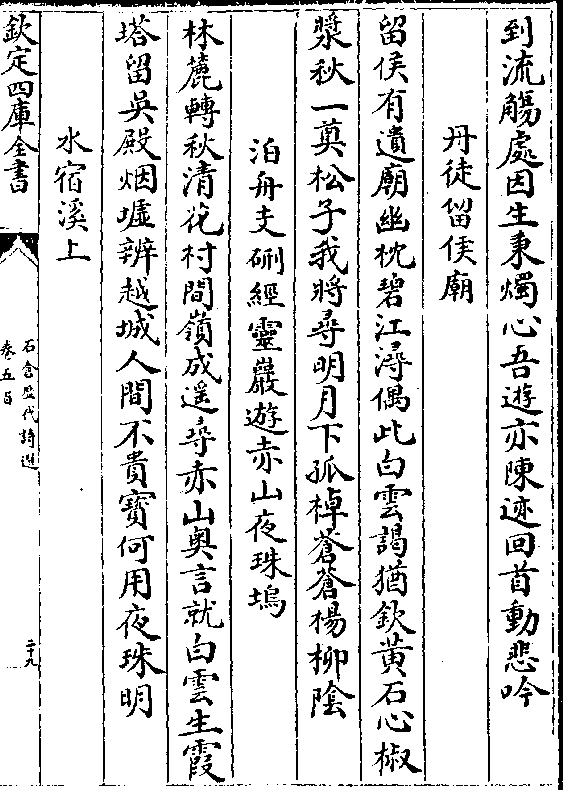 到流觴處因生秉燭心吾遊亦陳迹回首動悲吟
丹徒留侯廟
留侯有遺廟幽枕碧江潯偶此白雲謁猶欽黃石心椒
漿秋一奠松子我將尋明月下孤棹蒼蒼楊柳陰
泊舟支硎經靈巖遊赤山夜珠塢
林麓轉秋清花村間嶺成遥尋赤山奥言就白雲生霞
塔留吳殿烟墟辨越城人間不貴寳何用夜珠明
水宿溪上
欽定四庫全書
石倉歷代詩選
卷五百
二十九